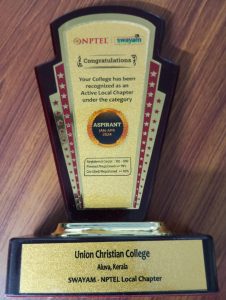 NPTEL swayam
Congratulations
Your College has been
recognized as an
Active Local Chapter
under the category
ASPIRANT
JAN-APR
2024
Union Christian College
Aluva, Kerala
SWAYAM - NPTEL Local Chapter